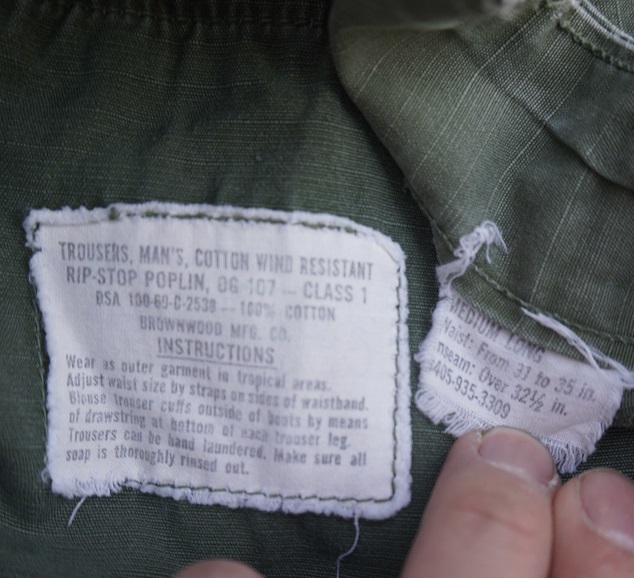 TROUSERS, MAN'S, COTTON WIND RESISTANT
RIP-STOP POPLIN, OG 107 — CLASS 1
DSA 100-69-C-2538 — 100% COTTON
BROWNWOOD MFG. CO.
INSTRUCTIONS
Wear as outer garment in tropical areas.
Adjust waist size by straps on sides of waistband.
Blouse trouser cuffs outside of boots by means
of drawstring at bottom of each trouser leg.
Trousers can be hand laundered. Make sure all
soap is thoroughly rinsed out.
MEDIUM LONG
Waist: From 31 to 35 in.
nseam: Over 32½ in.
8405-935-3309